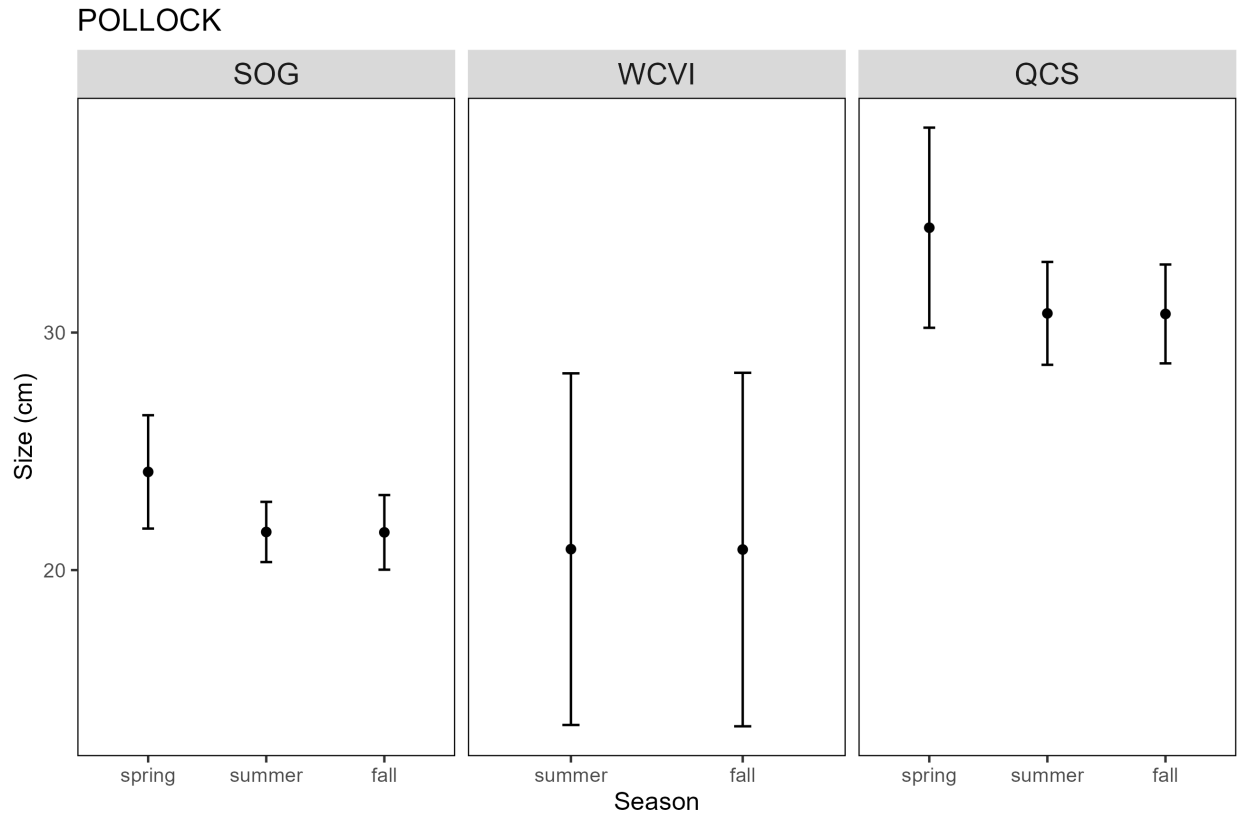 POLLOCK
SOG WCVI QCS
30
20
Size (cm)
spring summer fall summer fall spring summer fall
Season